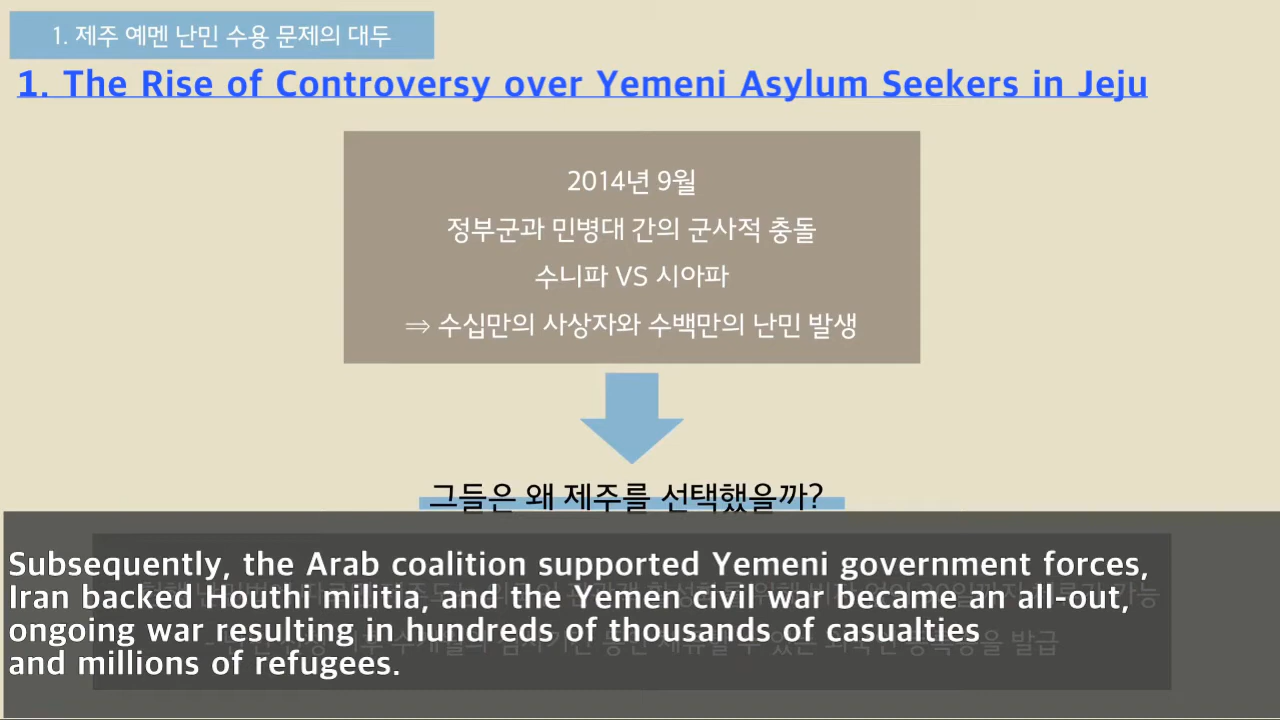 1. 제주 예멘 난민 수용 문제의 대두
1. The Rise of Controversy over Yemeni Asylum Seekers in Jeju
2014년 9월
정부군과 민병대 간의 군사적 충돌
수니파 VS 시아파
⇒ 수십만의 사상자와 수백만의 난민 발생
그들은 왜 제주를 선택했을까?
Subsequently, the Arab coalition supported Yemeni government forces,
Iran backed Houthi militia, and the Yemen civil war became an all-out,
ongoing war resulting in hundreds of thousands of casualties
and millions of refugees.